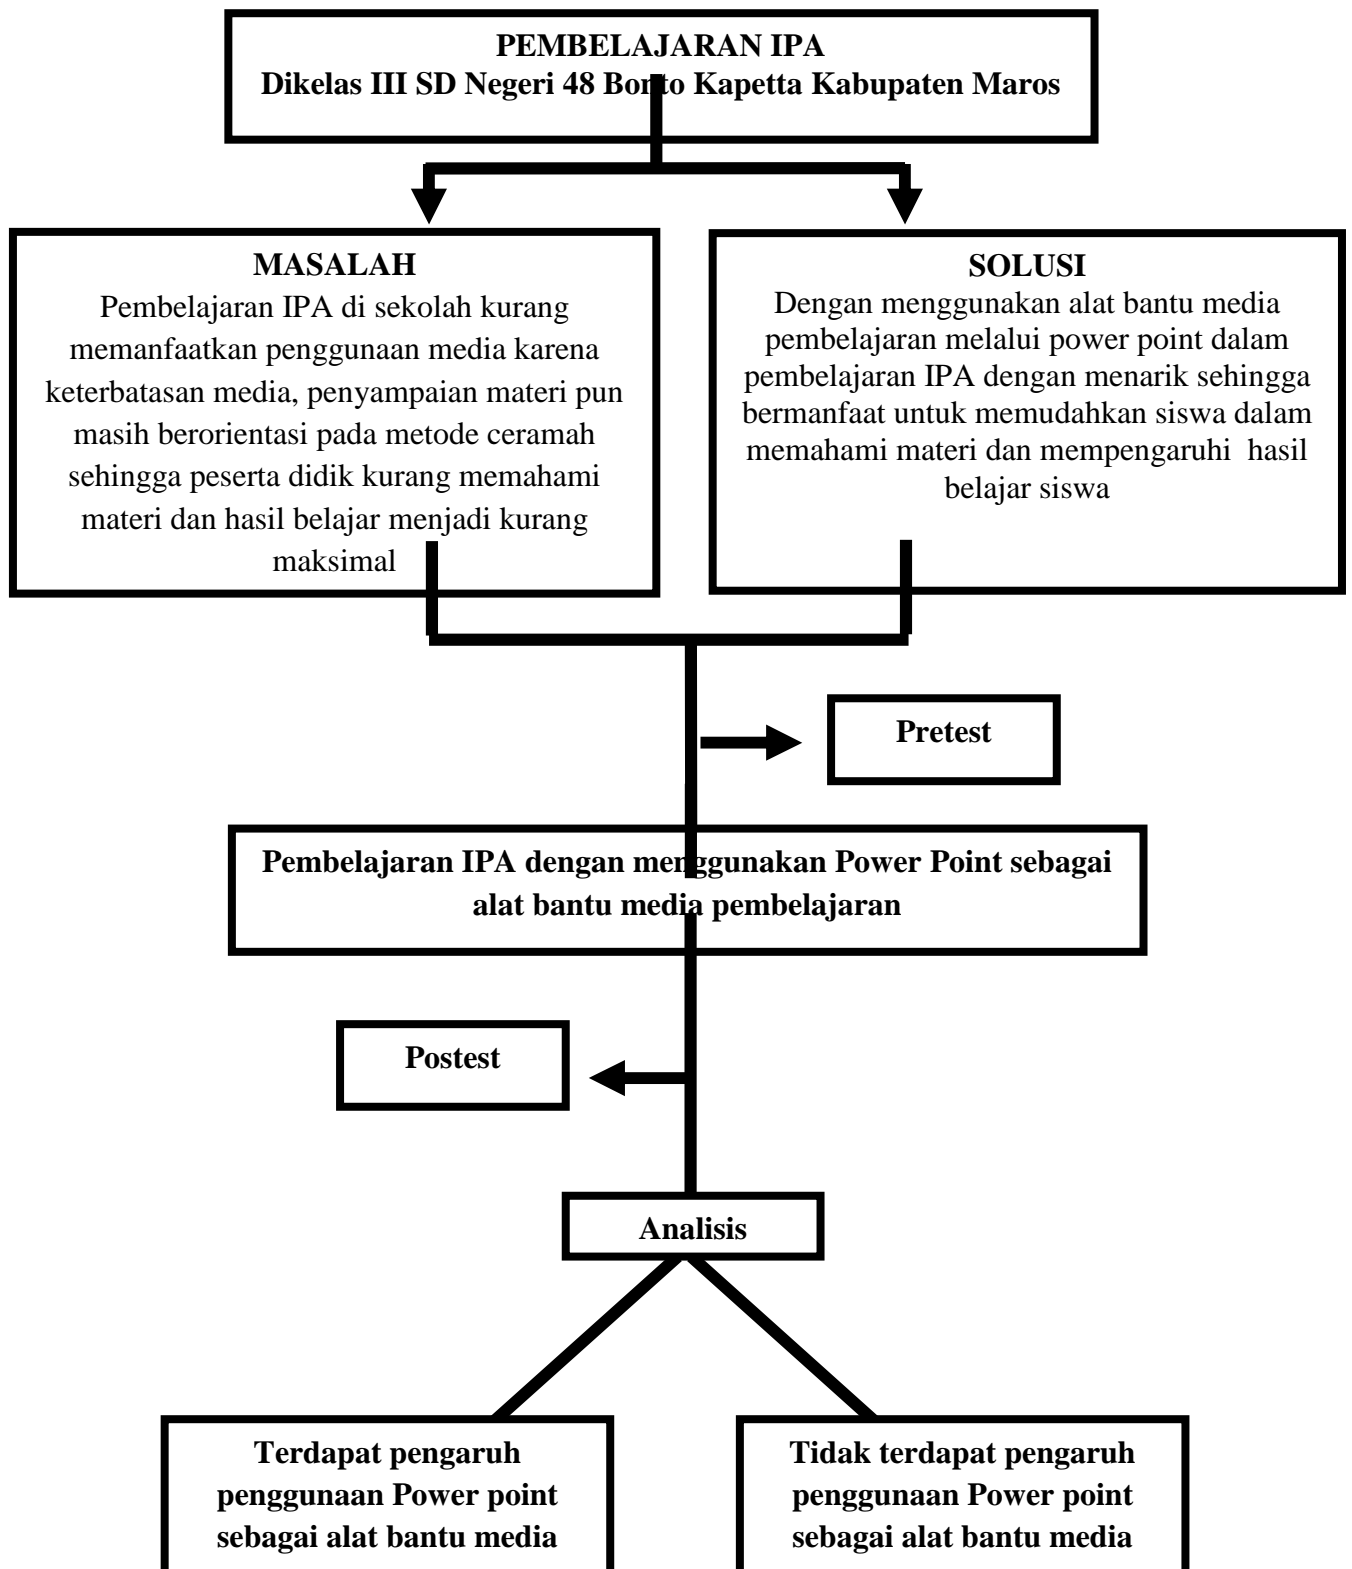 PEMBELAJARAN IPA
Dikelas III SD Negeri 48 Bonto Kapetta Kabupaten Maros
MASALAH
Pembelajaran IPA di sekolah kurang
memanfaatkan penggunaan media karena
keterbatasan media, penyampaian materi pun
masih berorientasi pada metode ceramah
sehingga peserta didik kurang memahami
materi dan hasil belajar menjadi kurang
maksimal
SOLUSI
Dengan menggunakan alat bantu media
pembelajaran melalui power point dalam
pembelajaran IPA dengan menarik sehingga
bermanfaat untuk memudahkan siswa dalam
memahami materi dan mempengaruhi  hasil
belajar siswa
Pretest
Pembelajaran IPA dengan menggunakan Power Point sebagai
alat bantu media pembelajaran
Postest
Analisis
Terdapat pengaruh
penggunaan Power point
sebagai alat bantu media
Tidak terdapat pengaruh
penggunaan Power point
sebagai alat bantu media